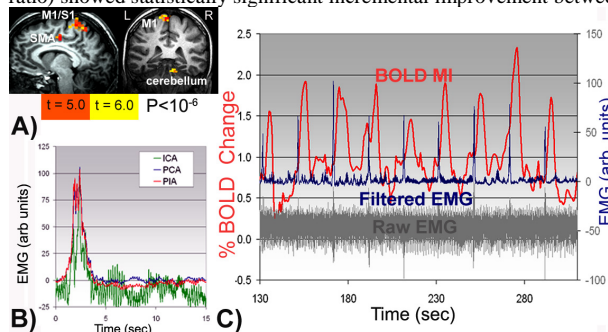 ratio) showed statistically significant incremental improvement between
M1/S1
L
R
M1
SMA
cerebellum
t = 5.0
t = 6.0
P<10-6
A)
EMG (arb units)
125
100
75
50
25
0
-25
ICA
PCA
PIA
0
5
10
15
Time (sec)
B)
% BOLD Change
2.5
2.0
1.5
1.0
0.5
0.0
-0.5
BOLD MI
Filtered EMG
Raw EMG
150
100
50
0
-50
-100
EMG (arb. units)
130
180
230
280
Time (sec)
C)